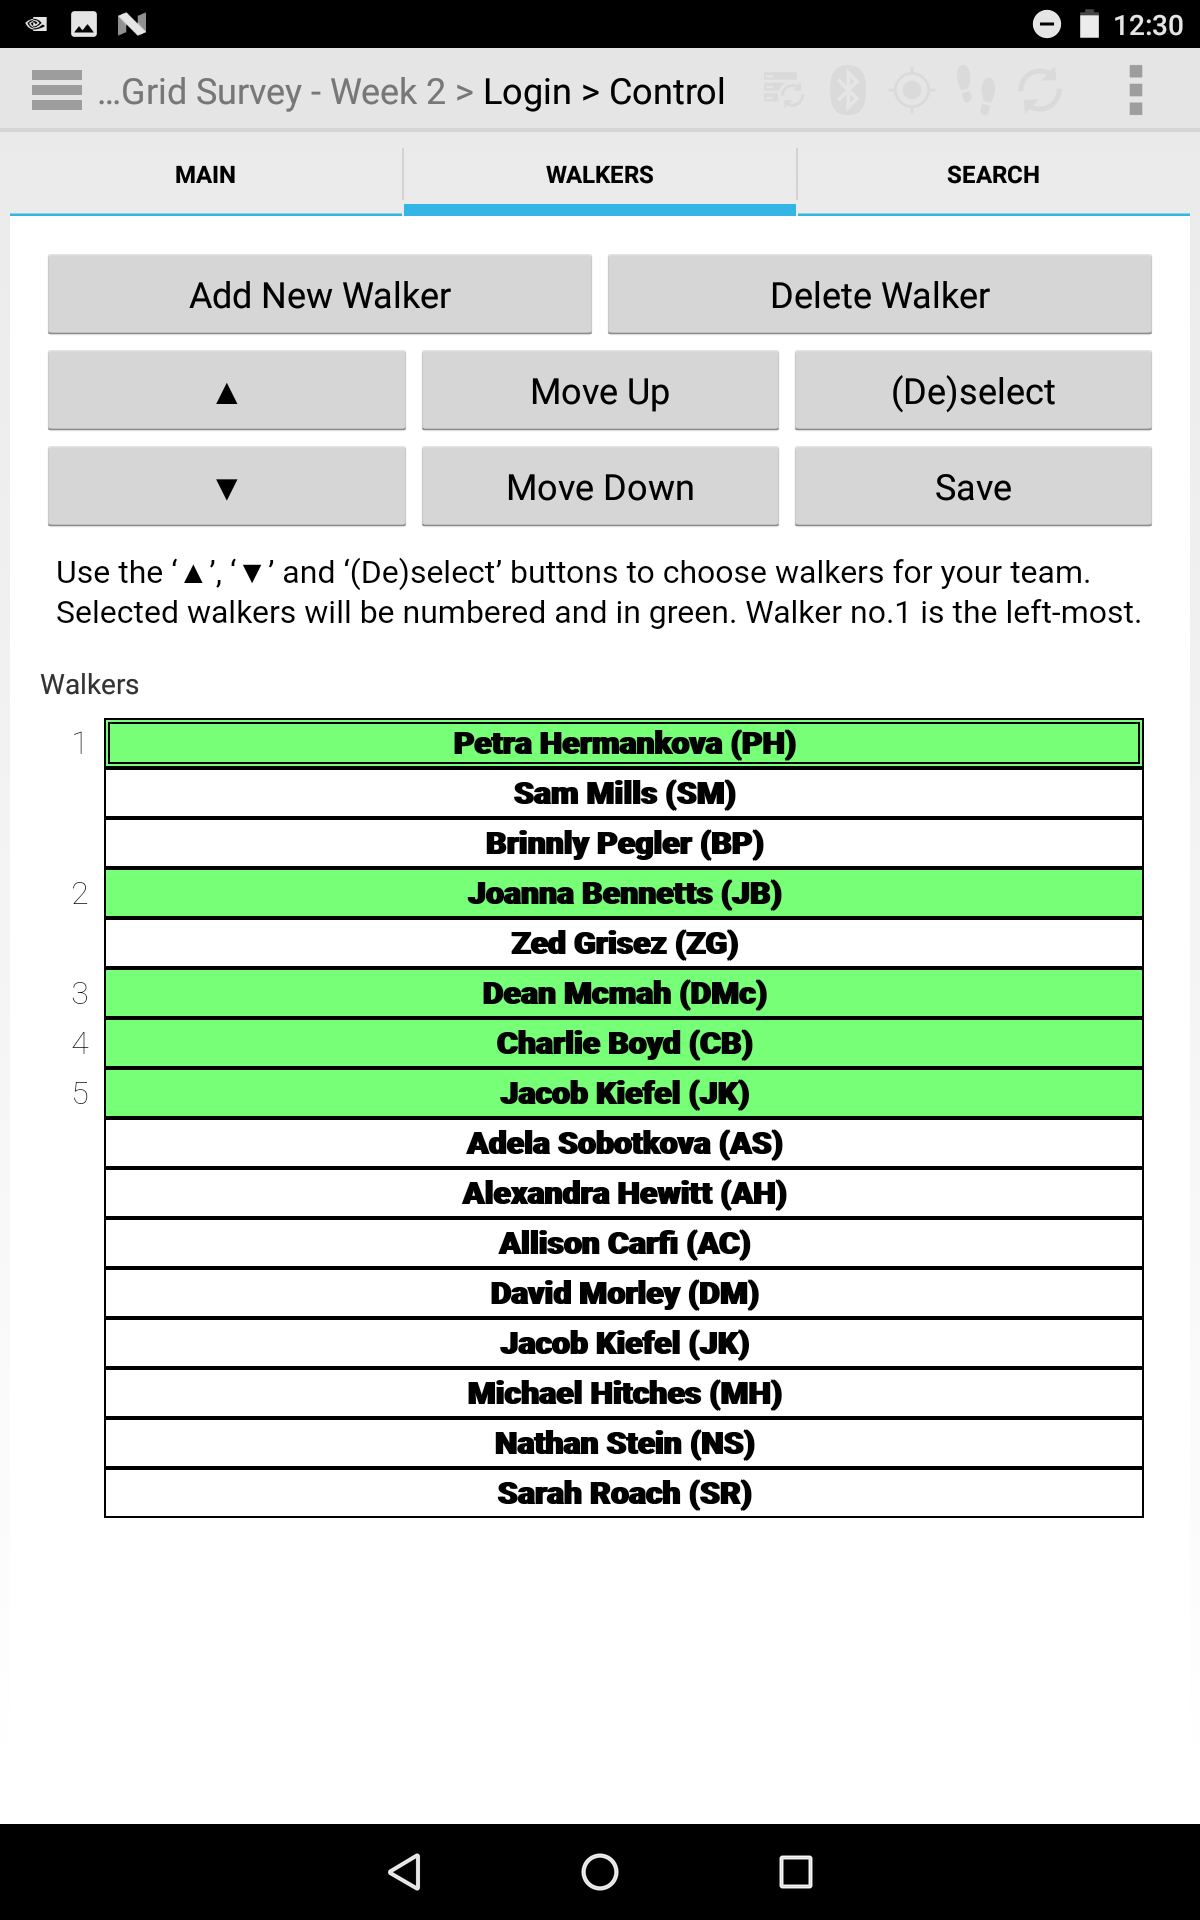 12:30
...Grid Survey - Week 2 > Login > Control
MAIN WALKERS SEARCH
Add New Walker Delete Walker
▲ Move Up (De)select
▼ Move Down Save
Use the ‘▲’, ‘▼’ and ‘(De)select’ buttons to choose walkers for your team.
Selected walkers will be numbered and in green. Walker no.1 is the left-most.
Walkers
1 Petra Hermankova (PH)
Sam Mills (SM)
Brinnly Pegler (BP)
2 Joanna Bennetts (JB)
Zed Grisez (ZG)
3 Dean Mcmah (DMc)
4 Charlie Boyd (CB)
5 Jacob Kiefel (JK)
Adela Sobotkova (AS)
Alexandra Hewitt (AH)
Allison Carfi (AC)
David Morley (DM)
Jacob Kiefel (JK)
Michael Hitches (MH)
Nathan Stein (NS)
Sarah Roach (SR)